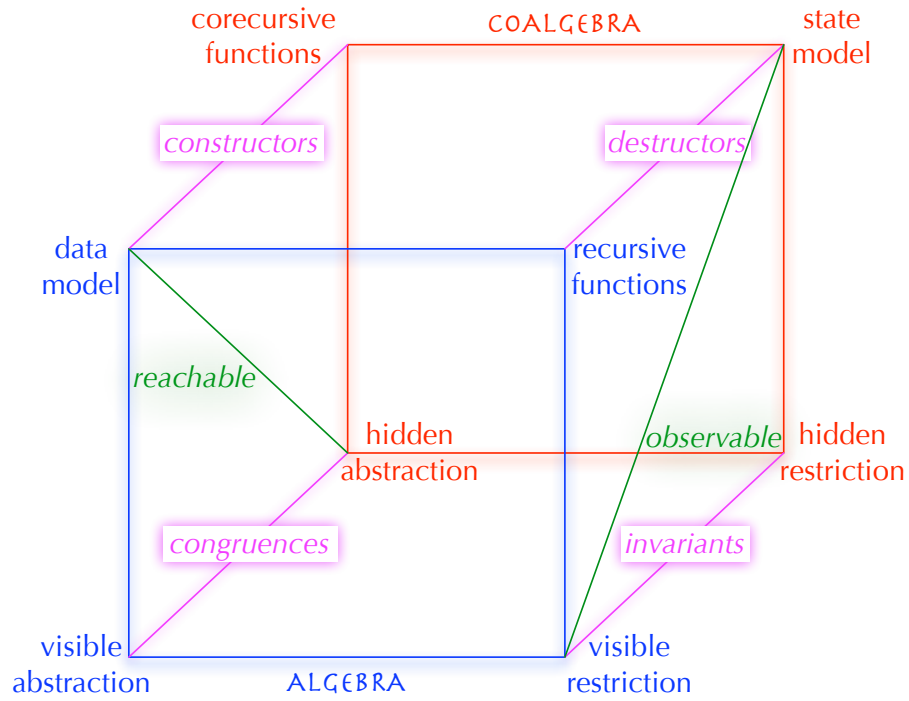 corecursive
functions
COALGEBRA
state
model
constructors
destructors
data
model
recursive
functions
reachable
hidden
abstraction
observable
hidden
restriction
congruences
invariants
visible
abstraction
ALGEBRA
visible
restriction